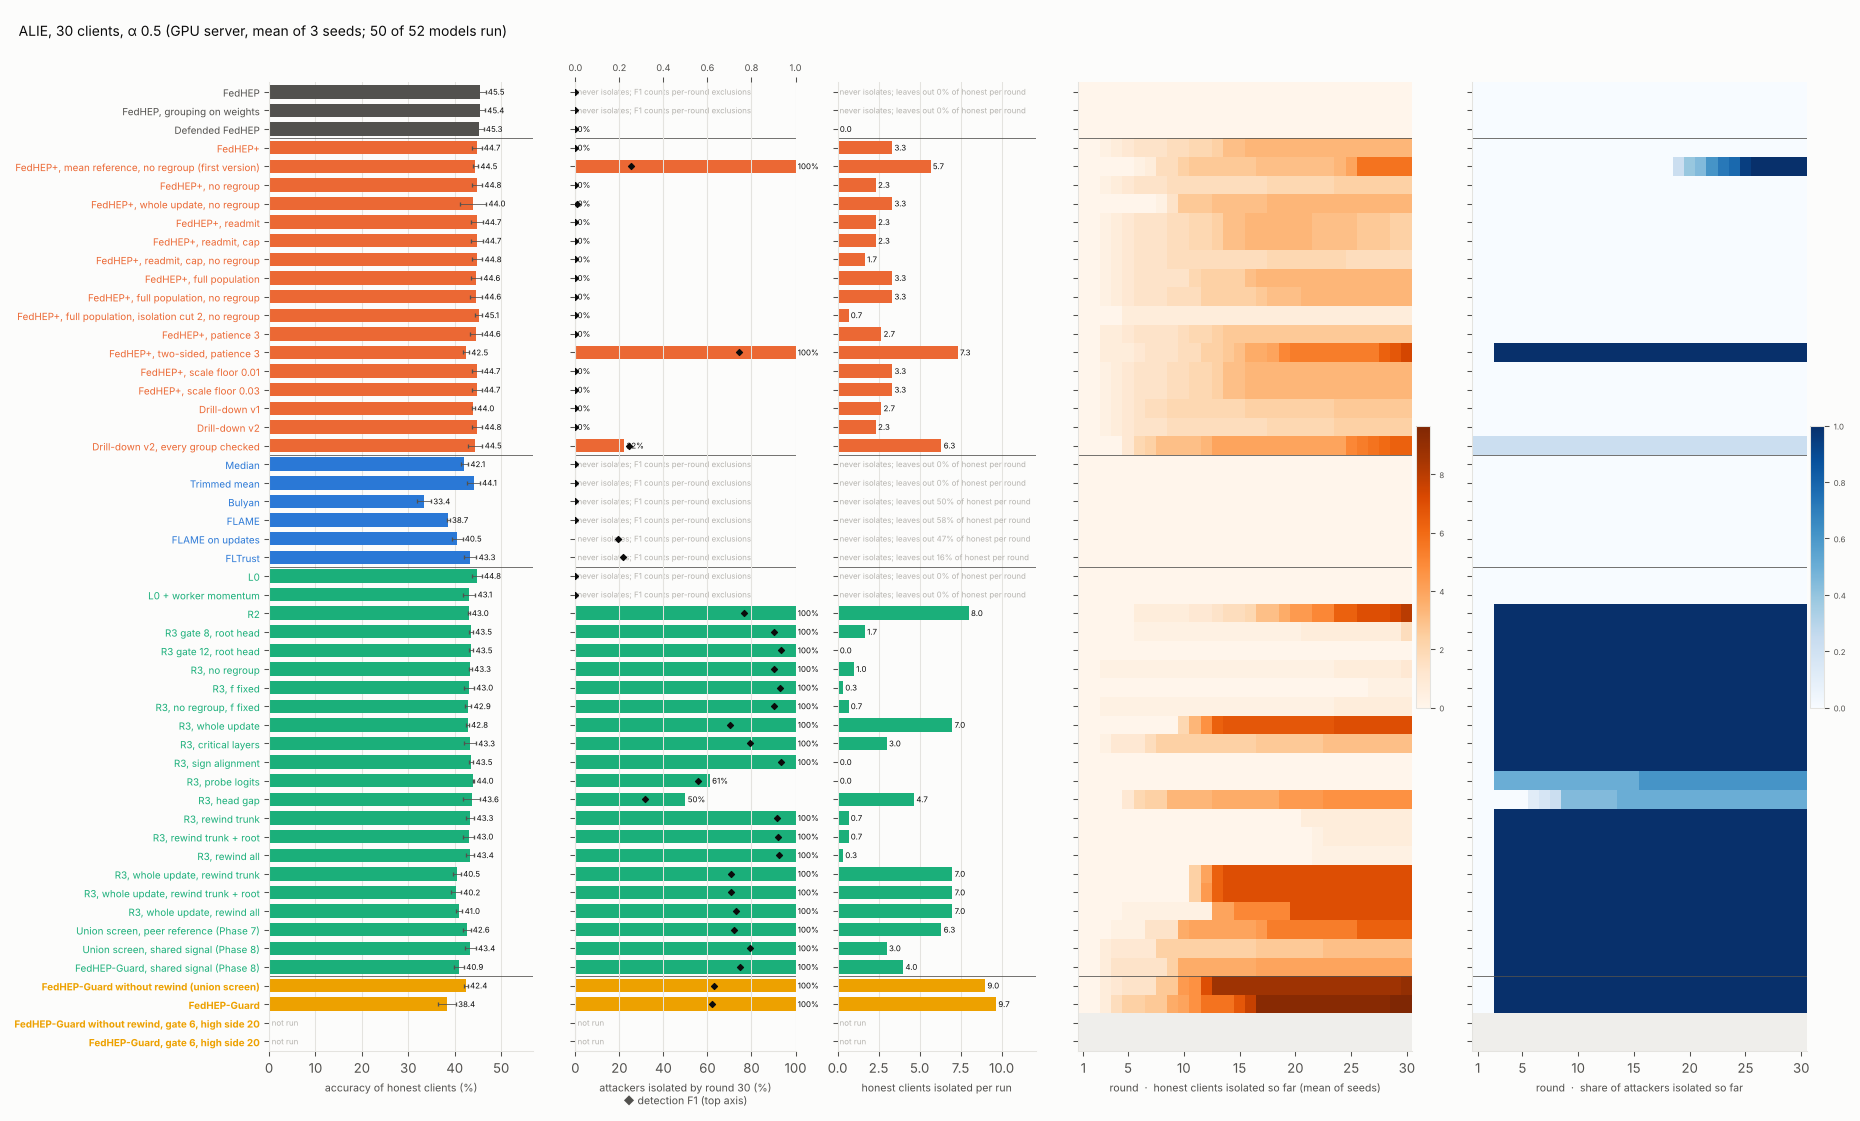 ALIE, 30 clients, α 0.5 (GPU server, mean of 3 seeds; 50 of 52 models run)
0.0 0.2 0.4 0.6 0.8 1.0
FedHEP 45.5 never isolates; F1 counts per-round exclusions never isolates; leaves out 0% of honest per round
FedHEP, grouping on weights 45.4 never isolates; F1 counts per-round exclusions never isolates; leaves out 0% of honest per round
Defended FedHEP 45.3 0% 0.0
FedHEP+ 44.7 0% 3.3
FedHEP+, mean reference, no regroup (first version) 44.5 100% 5.7
FedHEP+, no regroup 44.8 0% 2.3
FedHEP+, whole update, no regroup 44.0 3.3
FedHEP+, readmit 44.7 0% 2.3
FedHEP+, readmit, cap 44.7 0% 2.3
FedHEP+, readmit, cap, no regroup 44.8 0% 1.7
FedHEP+, full population 44.6 0% 3.3
FedHEP+, full population, no regroup 44.6 0% 3.3
FedHEP+, full population, isolation cut 2, no regroup 45.1 0% 0.7
FedHEP+, patience 3 44.6 0% 2.7
FedHEP+, two-sided, patience 3 42.5 100% 7.3
FedHEP+, scale floor 0.01 44.7 0% 3.3
FedHEP+, scale floor 0.03 44.7 0% 3.3
Drill-down v1 44.0 0% 2.7
Drill-down v2 44.8 0% 2.3
Drill-down v2, every group checked 44.5 6.3
Median 42.1 never isolates; F1 counts per-round exclusions never isolates; leaves out 0% of honest per round
Trimmed mean 44.1 never isolates; F1 counts per-round exclusions never isolates; leaves out 0% of honest per round
Bulyan 33.4 never isolates; F1 counts per-round exclusions never isolates; leaves out 50% of honest per round
FLAME 38.7 never isolates; F1 counts per-round exclusions never isolates; leaves out 58% of honest per round
FLAME on updates 40.5 never isolates; F1 counts per-round exclusions never isolates; leaves out 47% of honest per round
FLTrust 43.3 never isolates; F1 counts per-round exclusions never isolates; leaves out 16% of honest per round
L0 44.8 never isolates; F1 counts per-round exclusions never isolates; leaves out 0% of honest per round
L0 + worker momentum 43.1 never isolates; F1 counts per-round exclusions never isolates; leaves out 0% of honest per round
R2 43.0 100% 8.0
R3 gate 8, root head 43.5 100% 1.7
R3 gate 12, root head 43.5 100% 0.0
R3, no regroup 43.3 100% 1.0
R3, f fixed 43.0 100% 0.3
R3, no regroup, f fixed 42.9 100% 0.7
R3, whole update 42.8 100% 7.0
R3, critical layers 43.3 100% 3.0
R3, sign alignment 43.5 100% 0.0
R3, probe logits 44.0 61% 0.0
R3, head gap 43.6 50% 4.7
R3, rewind trunk 43.3 100% 0.7
R3, rewind trunk + root 43.0 100% 0.7
R3, rewind all 43.4 100% 0.3
R3, whole update, rewind trunk 40.5 100% 7.0
R3, whole update, rewind trunk + root 40.2 100% 7.0
R3, whole update, rewind all 41.0 100% 7.0
Union screen, peer reference (Phase 7) 42.6 100% 6.3
Union screen, shared signal (Phase 8) 43.4 100% 3.0
FedHEP-Guard, shared signal (Phase 8) 40.9 100% 4.0
FedHEP-Guard without rewind (union screen) 42.4 100% 9.0
FedHEP-Guard 38.4 100% 9.7
FedHEP-Guard without rewind, gate 6, high side 20 not run not run not run
FedHEP-Guard, gate 6, high side 20 not run not run not run
0 10 20 30 40 50
accuracy of honest clients (%)
0 20 40 60 80 100
attackers isolated by round 30 (%)
◆ detection F1 (top axis)
0.0 2.5 5.0 7.5 10.0
honest clients isolated per run
1 5 10 15 20 25 30
round · honest clients isolated so far (mean of seeds)
8
6
4
2
0
1 5 10 15 20 25 30
round · share of attackers isolated so far
1.0
0.8
0.6
0.4
0.2
0.0